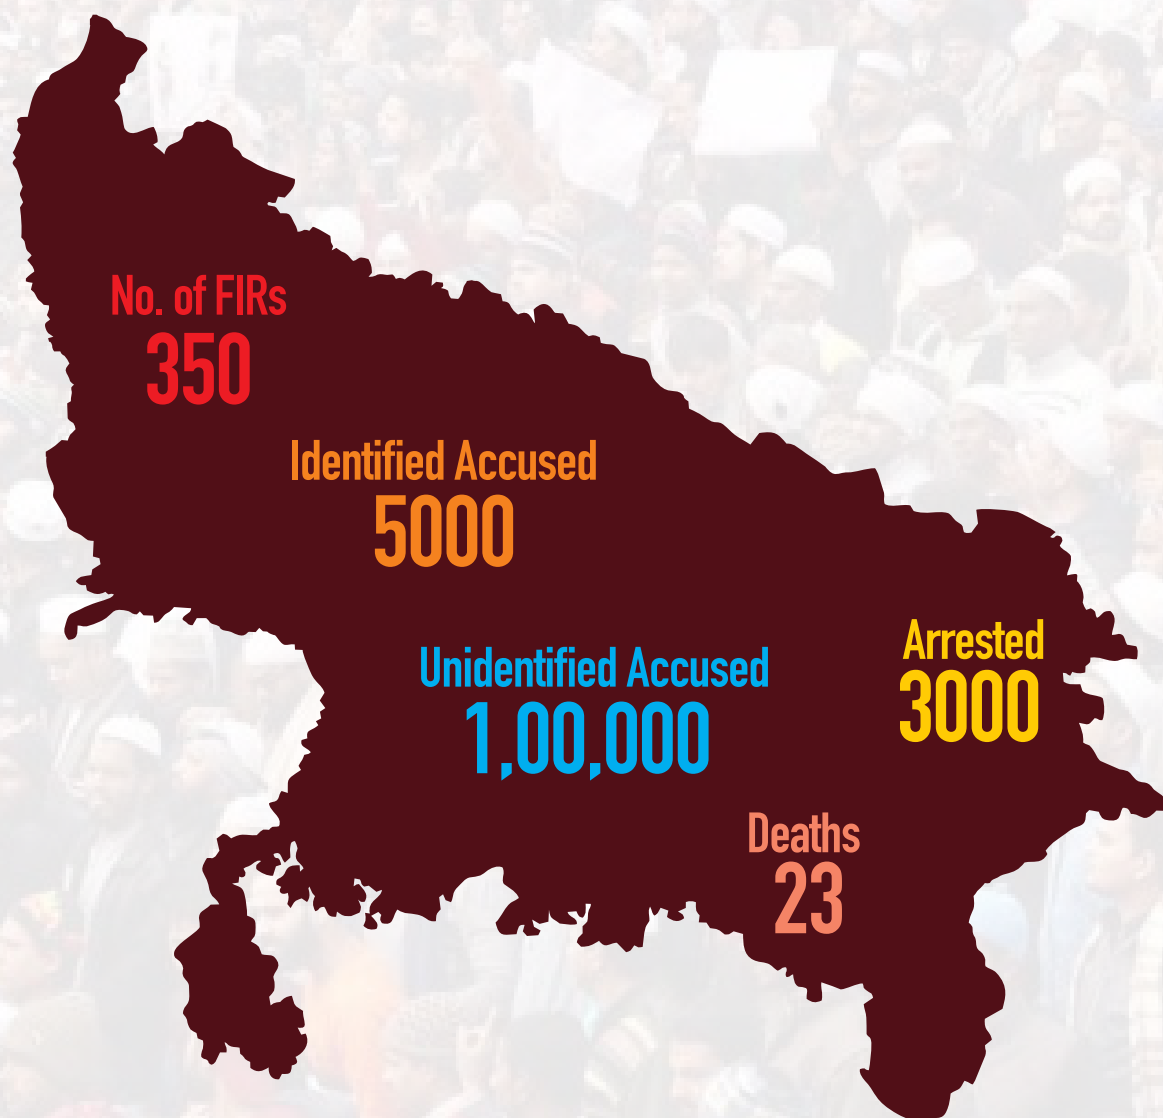 No. of FIRs
350
Identified Accused
5000
Unidentified Accused
1,00,000
Arrested
3000
Deaths
23